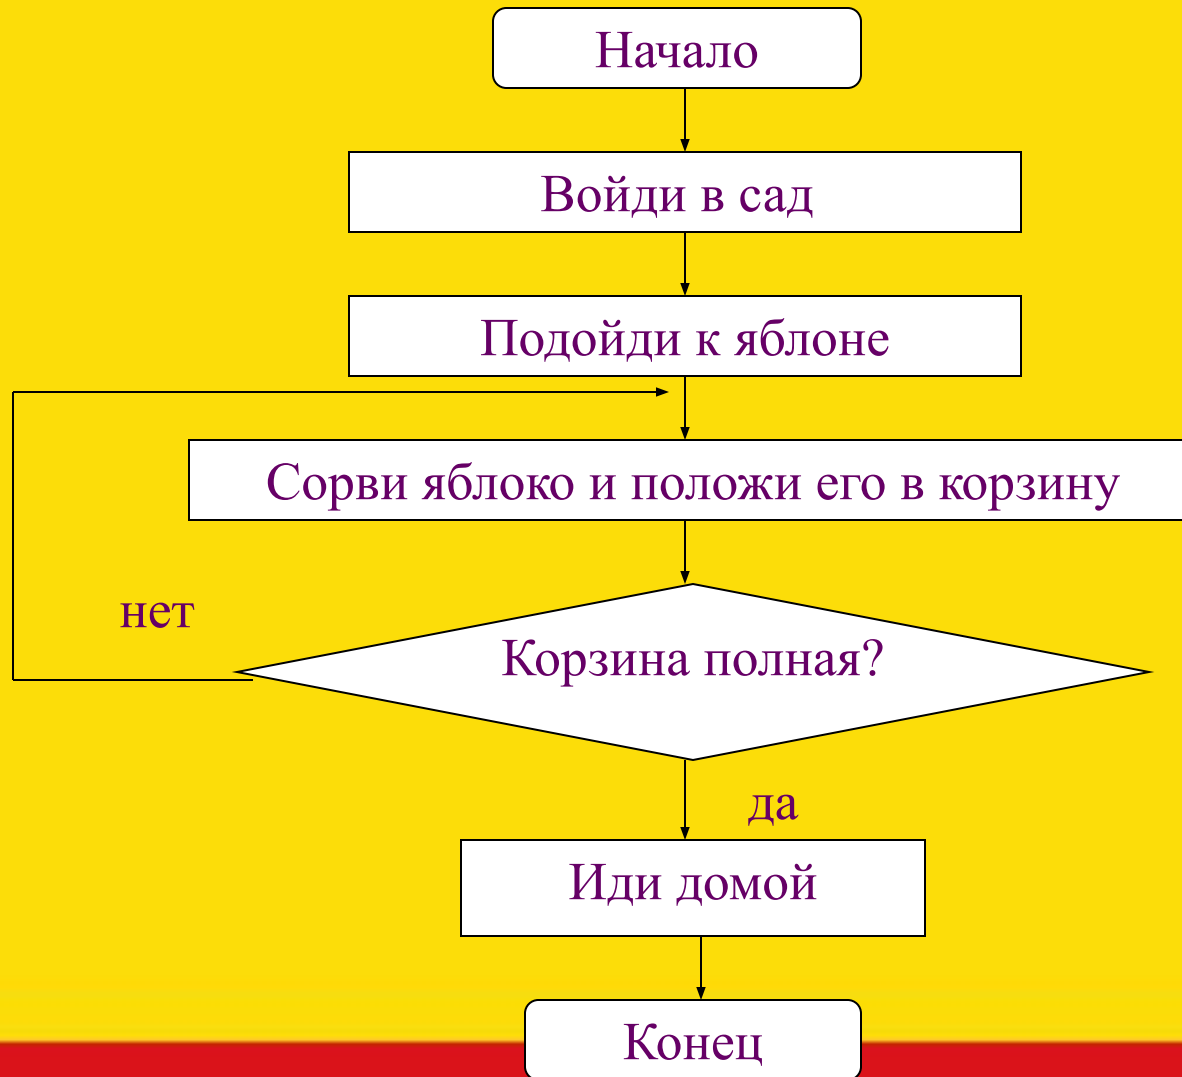 Начало
Войди в сад
Подойди к яблоне
Сорви яблоко и положи его в корзину
нет
Корзина полная?
да
Иди домой
Конец